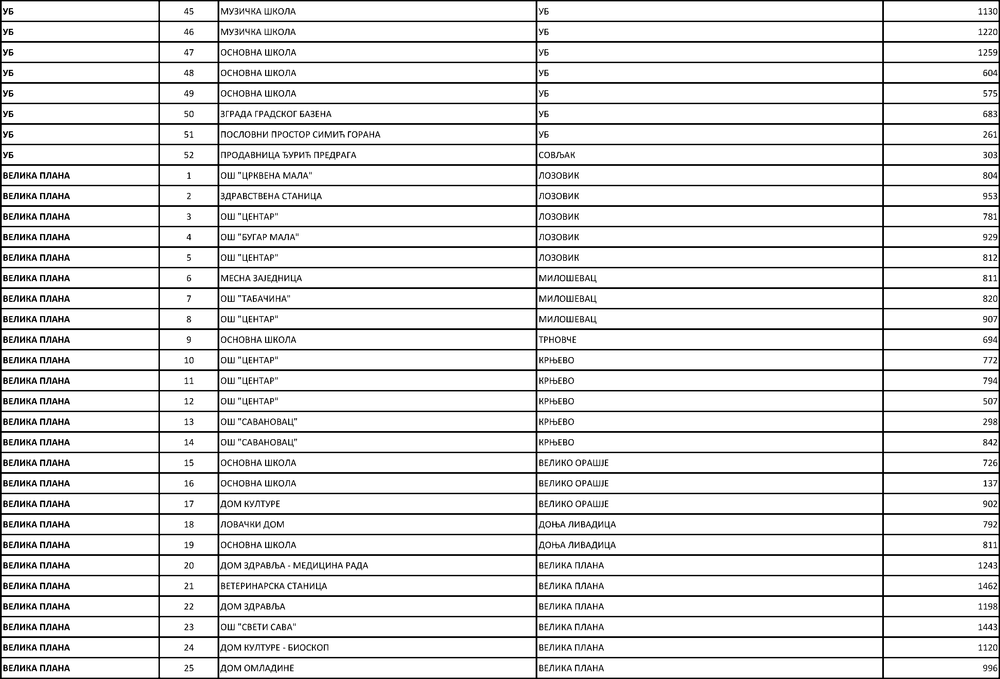 УБ 45 МУЗИЧКА ШКОЛА УБ 1130
УБ 46 МУЗИЧКА ШКОЛА УБ 1220
УБ 47 ОСНОВНА ШКОЛА УБ 1259
УБ 48 ОСНОВНА ШКОЛА УБ 604
УБ 49 ОСНОВНА ШКОЛА УБ 575
УБ 50 ЗГРАДА ГРАДСКОГ БАЗЕНА УБ 683
УБ 51 ПОСЛОВНИ ПРОСТОР СИМИЋ ГОРАНА УБ 261
УБ 52 ПРОДАВНИЦА ЂУРИЋ ПРЕДРАГА СОВЉАК 303
ВЕЛИКА ПЛАНА 1 ОШ "ЦРКВЕНА МАЛА" ЛОЗОВИК 804
ВЕЛИКА ПЛАНА 2 ЗДРАВСТВЕНА СТАНИЦА ЛОЗОВИК 953
ВЕЛИКА ПЛАНА 3 ОШ "ЦЕНТАР" ЛОЗОВИК 781
ВЕЛИКА ПЛАНА 4 ОШ "БУГАР МАЛА" ЛОЗОВИК 929
ВЕЛИКА ПЛАНА 5 ОШ "ЦЕНТАР" ЛОЗОВИК 812
ВЕЛИКА ПЛАНА 6 МЕСНА ЗАЈЕДНИЦА МИЛОШЕВАЦ 811
ВЕЛИКА ПЛАНА 7 ОШ "ТАБАЧИНА" МИЛОШЕВАЦ 820
ВЕЛИКА ПЛАНА 8 ОШ "ЦЕНТАР" МИЛОШЕВАЦ 907
ВЕЛИКА ПЛАНА 9 ОСНОВНА ШКОЛА ТРНОВЧЕ 694
ВЕЛИКА ПЛАНА 10 ОШ "ЦЕНТАР" КРЊЕВО 772
ВЕЛИКА ПЛАНА 11 ОШ "ЦЕНТАР" КРЊЕВО 794
ВЕЛИКА ПЛАНА 12 ОШ "ЦЕНТАР" КРЊЕВО 507
ВЕЛИКА ПЛАНА 13 ОШ "САВАНОВАЦ" КРЊЕВО 298
ВЕЛИКА ПЛАНА 14 ОШ "САВАНОВАЦ" КРЊЕВО 842
ВЕЛИКА ПЛАНА 15 ОСНОВНА ШКОЛА ВЕЛИКО ОРАШЈЕ 726
ВЕЛИКА ПЛАНА 16 ОСНОВНА ШКОЛА ВЕЛИКО ОРАШЈЕ 137
ВЕЛИКА ПЛАНА 17 ДОМ КУЛТУРЕ ВЕЛИКО ОРАШЈЕ 902
ВЕЛИКА ПЛАНА 18 ЛОВАЧКИ ДОМ ДОЊА ЛИВАДИЦА 792
ВЕЛИКА ПЛАНА 19 ОСНОВНА ШКОЛА ДОЊА ЛИВАДИЦА 811
ВЕЛИКА ПЛАНА 20 ДОМ ЗДРАВЉА - МЕДИЦИНА РАДА ВЕЛИКА ПЛАНА 1243
ВЕЛИКА ПЛАНА 21 ВЕТЕРИНАРСКА СТАНИЦА ВЕЛИКА ПЛАНА 1462
ВЕЛИКА ПЛАНА 22 ДОМ ЗДРАВЉА ВЕЛИКА ПЛАНА 1198
ВЕЛИКА ПЛАНА 23 ОШ "СВЕТИ САВА" ВЕЛИКА ПЛАНА 1443
ВЕЛИКА ПЛАНА 24 ДОМ КУЛТУРЕ - БИОСКОП ВЕЛИКА ПЛАНА 1120
ВЕЛИКА ПЛАНА 25 ДОМ ОМЛАДИНЕ ВЕЛИКА ПЛАНА 996